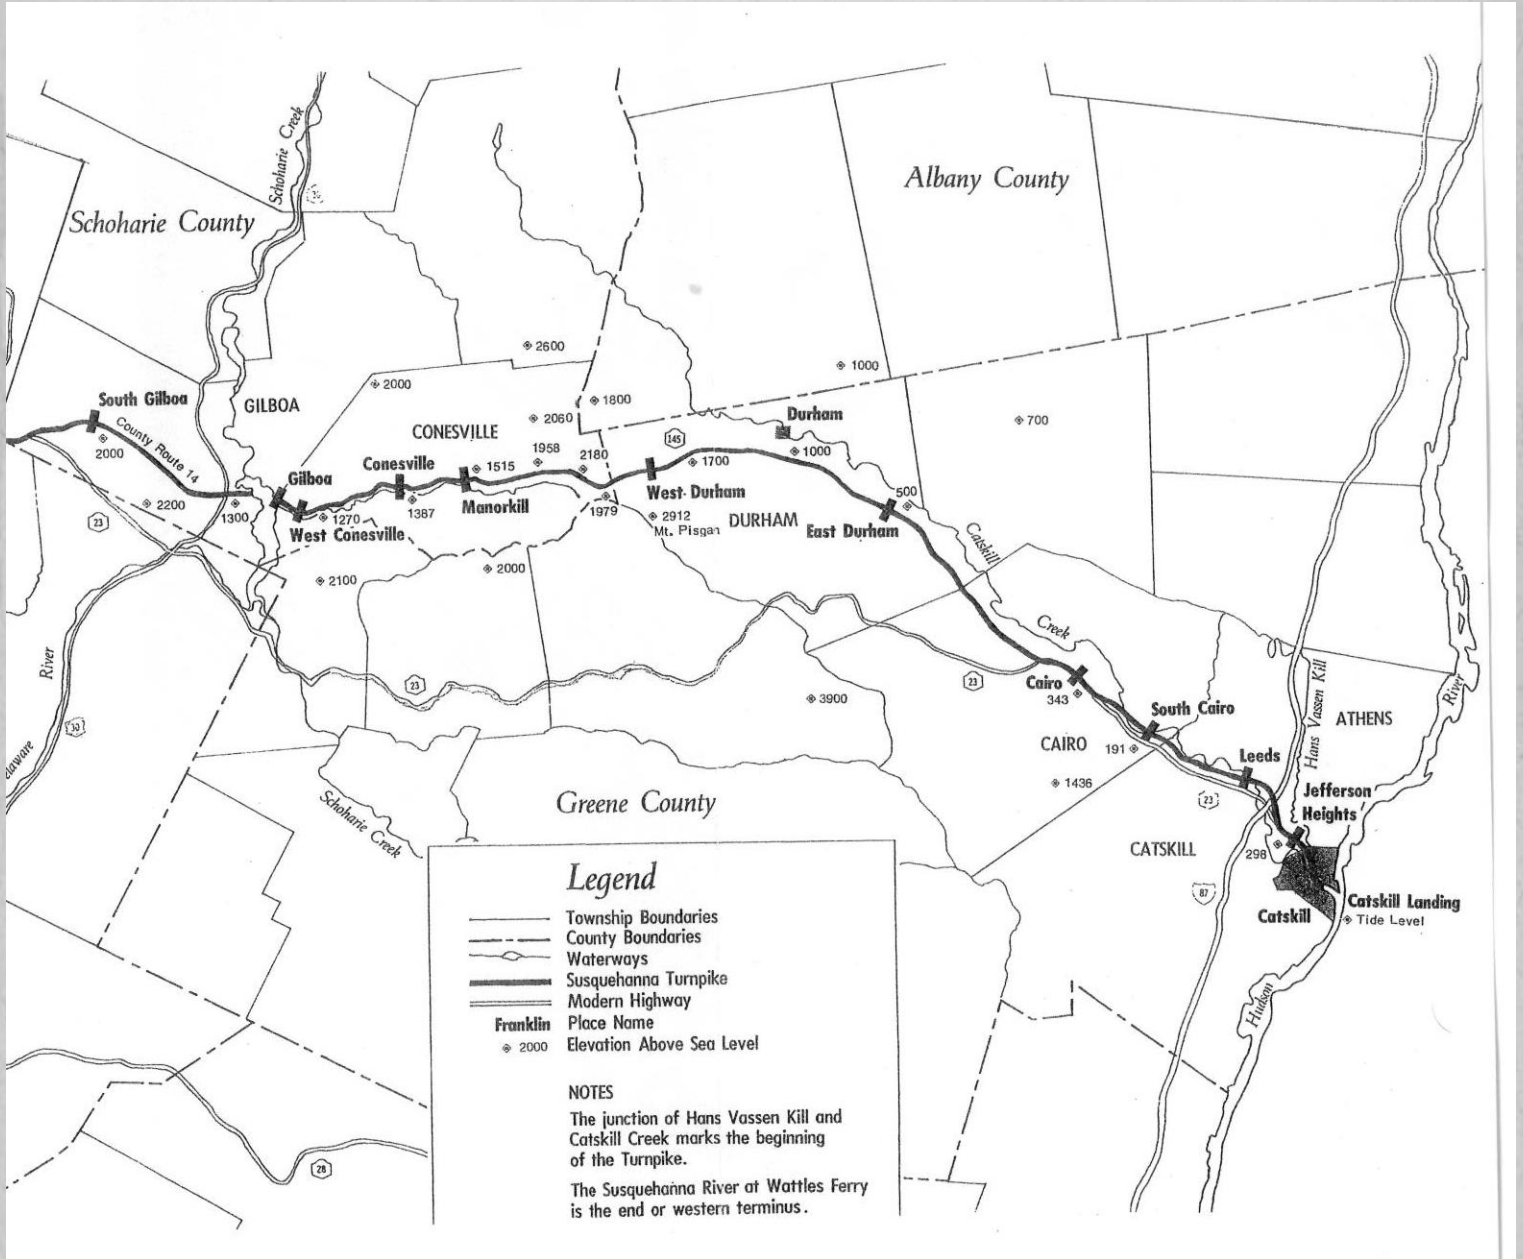 Schoharie Creek
Albany County
Schoharie County
2600
1000
2000
South Gilboa
GILBOA
1800
2060
Durham
700
County Route 14
2000
CONESVILLE
145
1958
2180
1700
1000
Conesville
1515
Gilboa
West Durham
2200
1300
1270
1387
Manorkill
1979
2912
Mt. Pisgah
DURHAM
500
East Durham
23
West Conesville
Catskill
2100
2000
Creek
River
23
23
Cairo
343
3900
South Cairo
Hans Vassen Kill
ATHENS
River
30
CAIRO
191
Leeds
1436
elaware
Greene County
23
Jefferson
Heights
Schoharie Creek
CATSKILL
298
87
Catskill Landing
Catskill
Tide Level
Hudson
28
Legend
Township Boundaries
County Boundaries
Waterways
Susquehanna Turnpike
Modern Highway
Franklin Place Name
2000 Elevation Above Sea Level
NOTES
The junction of Hans Vassen Kill and
Catskill Creek marks the beginning
of the Turnpike.
The Susquehanna River at Wattles Ferry
is the end or western terminus.